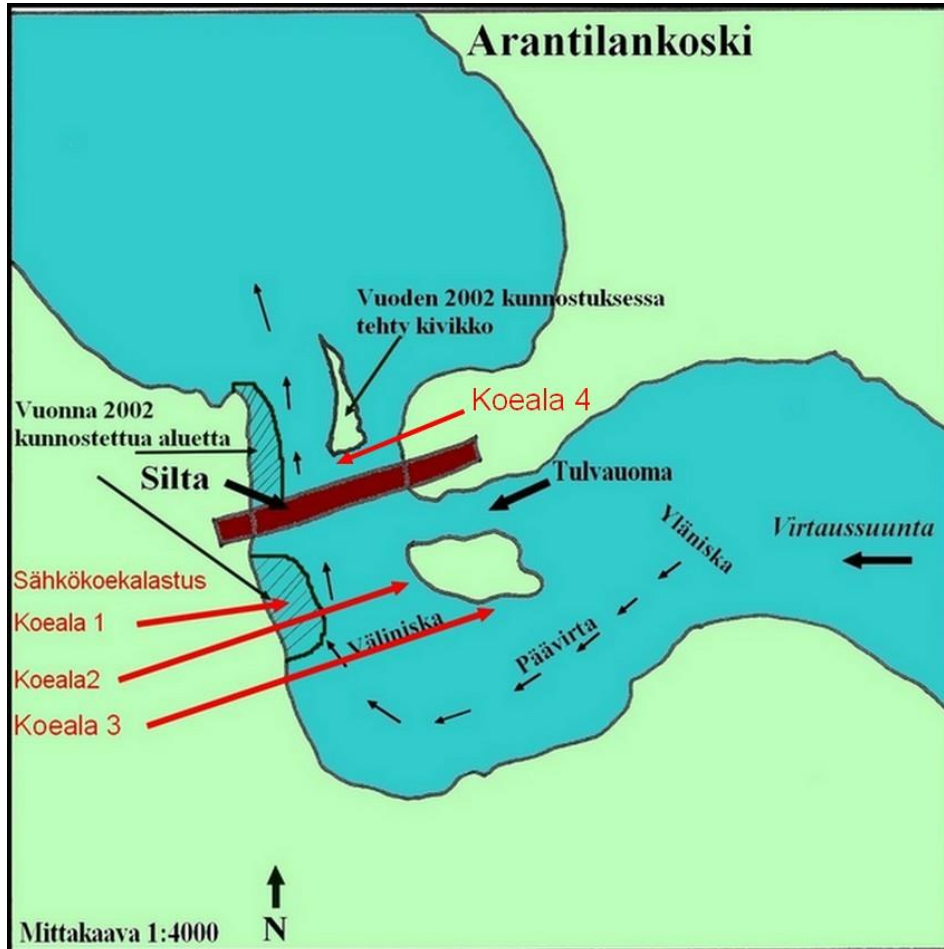 Arantilankoski
Vuoden 2002 kunnostuksessa
tehty kivikko
Koeala 4
Vuonna 2002
kunnostettua aluetta
Silta
Tulvauoma
Yläniska
Virtaussuunta
Sähkökoekalastus
Koeala 1
Väliniska
Päävirta
Koeala2
Koeala 3
Mittakaava 1:4000
N